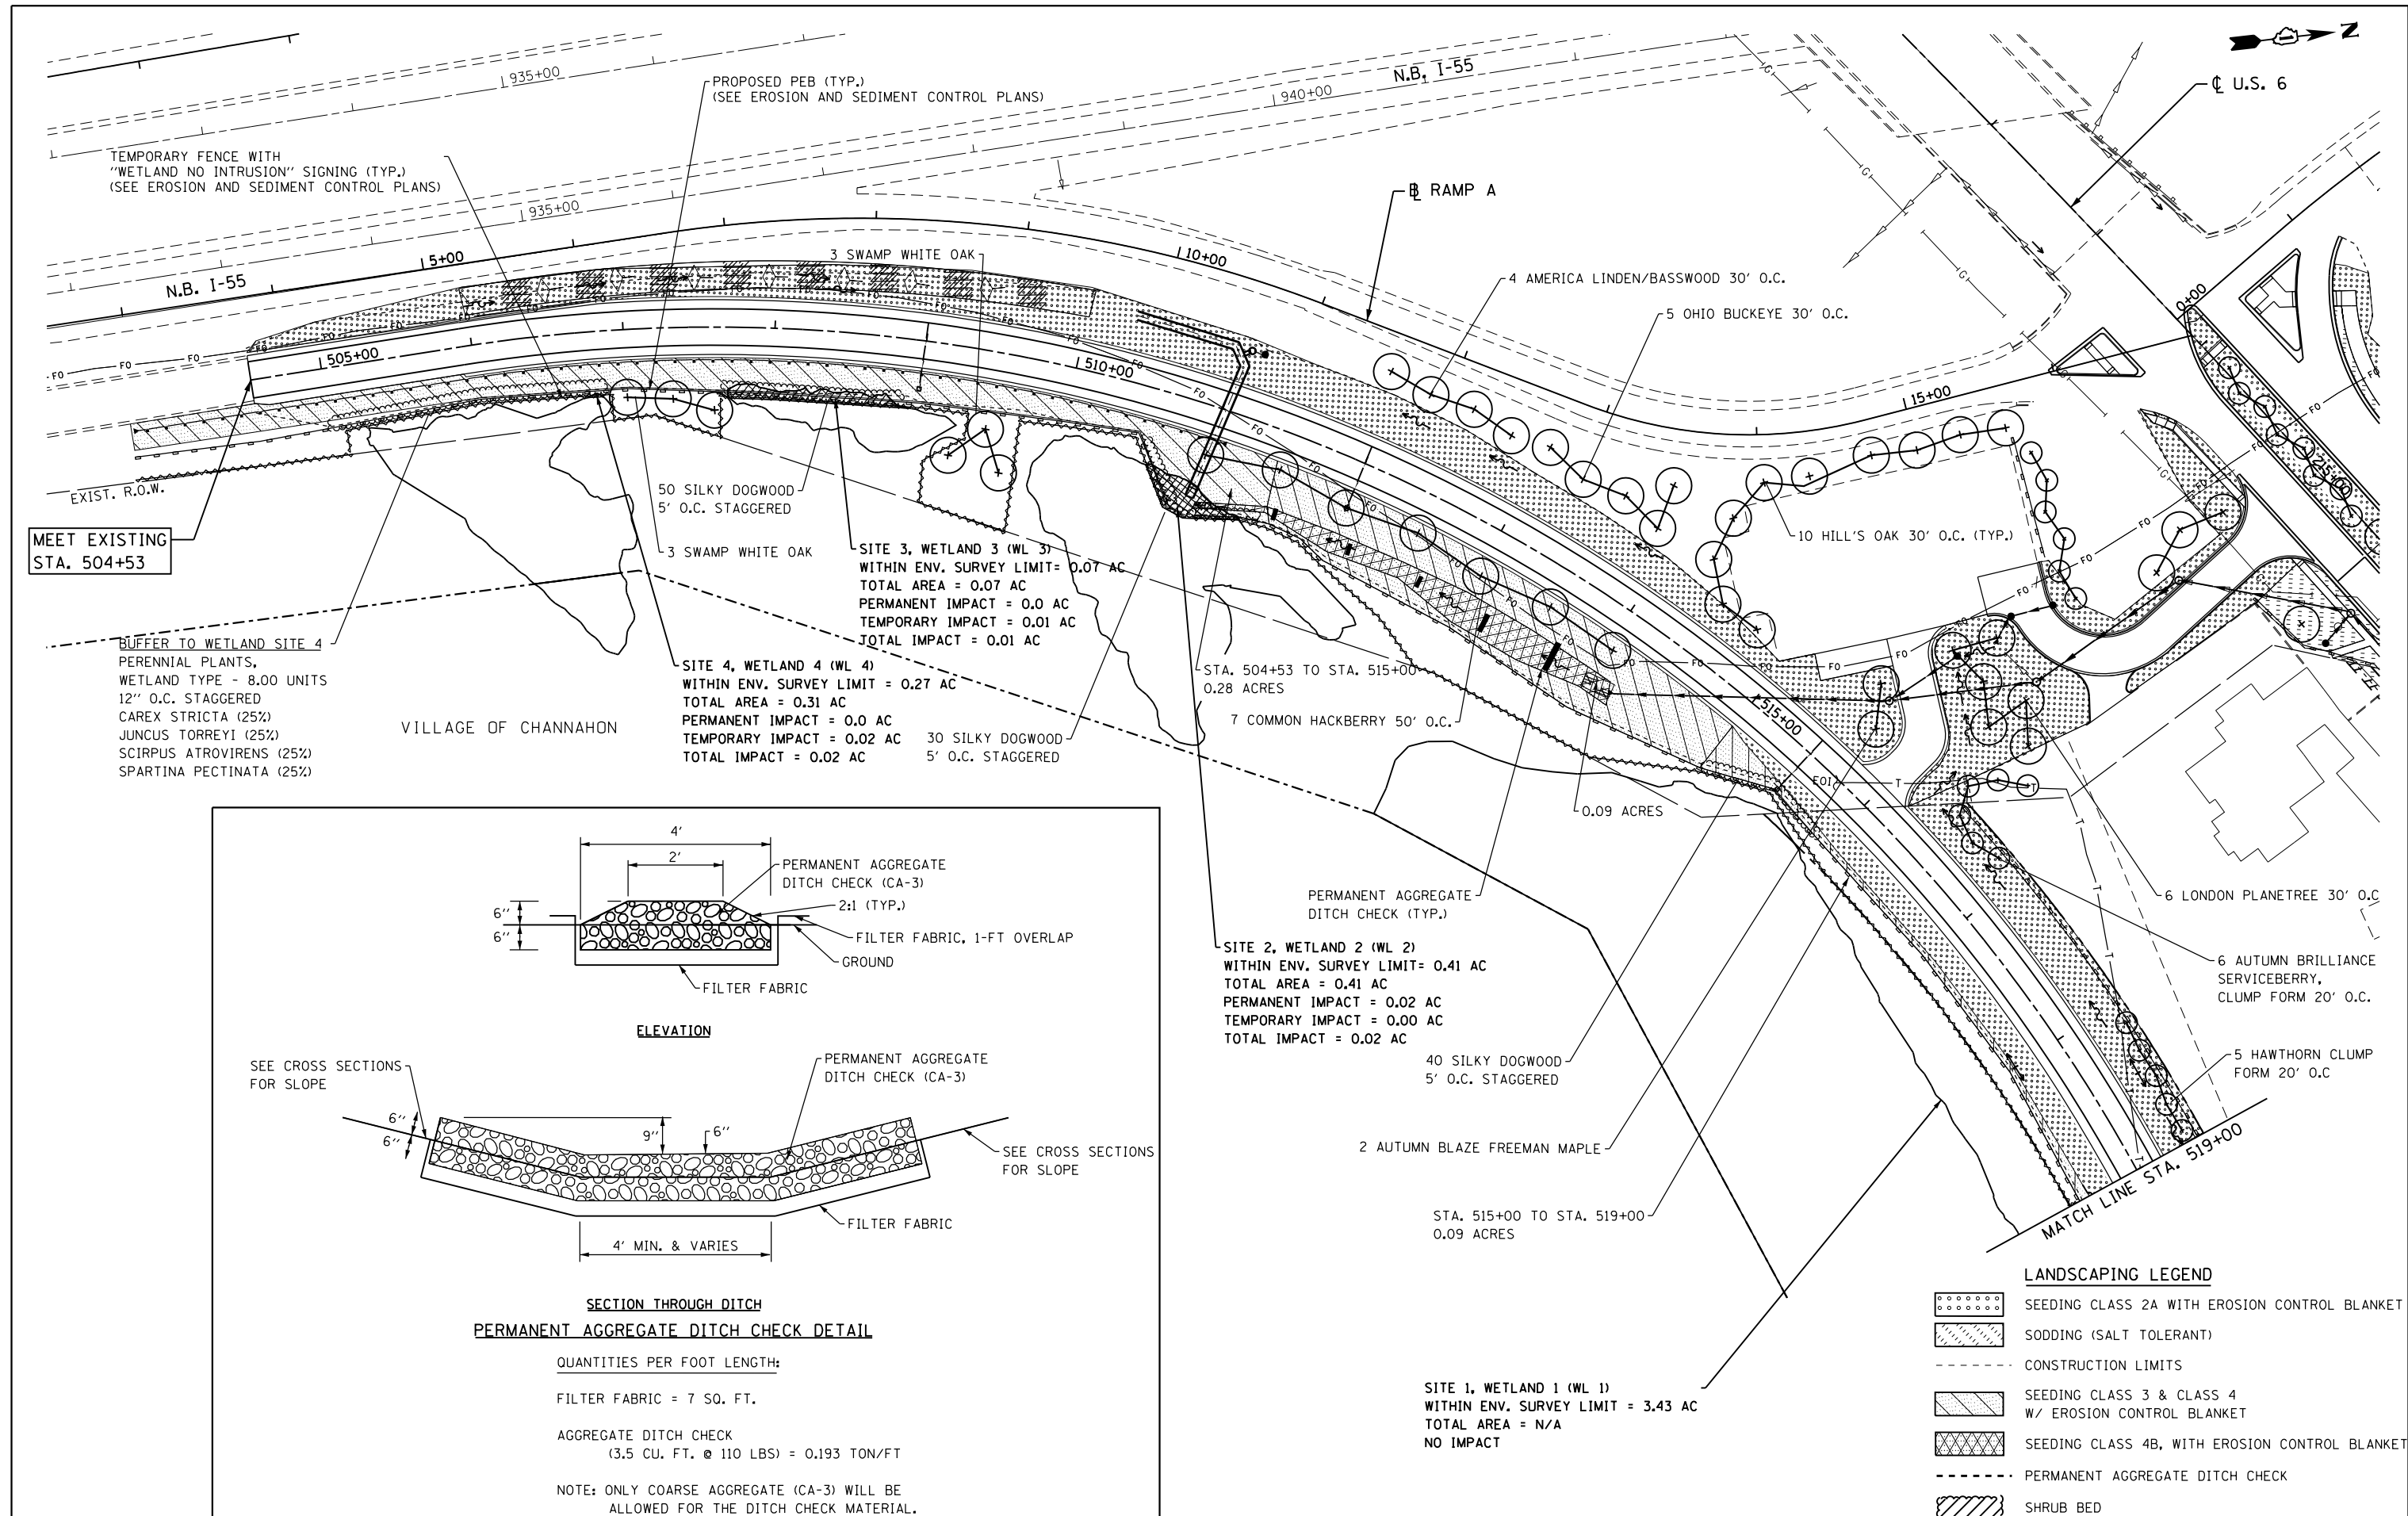 935+00
N.B. I-55
940+00
Z
℄ U.S. 6
PROPOSED PEB (TYP.)
(SEE EROSION AND SEDIMENT CONTROL PLANS)
TEMPORARY FENCE WITH
"WETLAND NO INTRUSION" SIGNING (TYP.)
(SEE EROSION AND SEDIMENT CONTROL PLANS)
935+00
N.B. I-55
5+00
3 SWAMP WHITE OAK
10+00
B̲L RAMP A
4 AMERICA LINDEN/BASSWOOD 30' O.C.
5 OHIO BUCKEYE 30' O.C.
0+00
505+00
510+00
15+00
25+00
EXIST. R.O.W.
MEET EXISTING
STA. 504+53
50 SILKY DOGWOOD
5' O.C. STAGGERED
3 SWAMP WHITE OAK
10 HILL'S OAK 30' O.C. (TYP.)
SITE 3, WETLAND 3 (WL 3)
WITHIN ENV. SURVEY LIMIT= 0.07 AC
TOTAL AREA = 0.07 AC
PERMANENT IMPACT = 0.0 AC
TEMPORARY IMPACT = 0.01 AC
TOTAL IMPACT = 0.01 AC
BUFFER TO WETLAND SITE 4
PERENNIAL PLANTS,
WETLAND TYPE - 8.00 UNITS
12'' O.C. STAGGERED
CAREX STRICTA (25%)
JUNCUS TORREYI (25%)
SCIRPUS ATROVIRENS (25%)
SPARTINA PECTINATA (25%)
VILLAGE OF CHANNAHON
SITE 4, WETLAND 4 (WL 4)
WITHIN ENV. SURVEY LIMIT = 0.27 AC
TOTAL AREA = 0.31 AC
PERMANENT IMPACT = 0.0 AC
TEMPORARY IMPACT = 0.02 AC
TOTAL IMPACT = 0.02 AC
30 SILKY DOGWOOD
5' O.C. STAGGERED
STA. 504+53 TO STA. 515+00
0.28 ACRES
7 COMMON HACKBERRY 50' O.C.
515+00
0.09 ACRES
PERMANENT AGGREGATE
DITCH CHECK (TYP.)
SITE 2, WETLAND 2 (WL 2)
WITHIN ENV. SURVEY LIMIT= 0.41 AC
TOTAL AREA = 0.41 AC
PERMANENT IMPACT = 0.02 AC
TEMPORARY IMPACT = 0.00 AC
TOTAL IMPACT = 0.02 AC
6 LONDON PLANETREE 30' O.C
6 AUTUMN BRILLIANCE
SERVICEBERRY,
CLUMP FORM 20' O.C.
5 HAWTHORN CLUMP
FORM 20' O.C
40 SILKY DOGWOOD
5' O.C. STAGGERED
2 AUTUMN BLAZE FREEMAN MAPLE
STA. 515+00 TO STA. 519+00
0.09 ACRES
MATCH LINE STA. 519+00
SITE 1, WETLAND 1 (WL 1)
WITHIN ENV. SURVEY LIMIT = 3.43 AC
TOTAL AREA = N/A
NO IMPACT
4'
2'
6''
6''
PERMANENT AGGREGATE
DITCH CHECK (CA-3)
2:1 (TYP.)
FILTER FABRIC, 1-FT OVERLAP
GROUND
FILTER FABRIC
ELEVATION
SEE CROSS SECTIONS
FOR SLOPE
PERMANENT AGGREGATE
DITCH CHECK (CA-3)
6''
6''
9''
6''
SEE CROSS SECTIONS
FOR SLOPE
FILTER FABRIC
4' MIN. & VARIES
SECTION THROUGH DITCH
PERMANENT AGGREGATE DITCH CHECK DETAIL
QUANTITIES PER FOOT LENGTH:
FILTER FABRIC = 7 SQ. FT.
AGGREGATE DITCH CHECK
(3.5 CU. FT. @ 110 LBS) = 0.193 TON/FT
NOTE: ONLY COARSE AGGREGATE (CA-3) WILL BE
ALLOWED FOR THE DITCH CHECK MATERIAL.
LANDSCAPING LEGEND
SEEDING CLASS 2A WITH EROSION CONTROL BLANKET
SODDING (SALT TOLERANT)
CONSTRUCTION LIMITS
SEEDING CLASS 3 & CLASS 4
W/ EROSION CONTROL BLANKET
SEEDING CLASS 4B, WITH EROSION CONTROL BLANKET
PERMANENT AGGREGATE DITCH CHECK
SHRUB BED